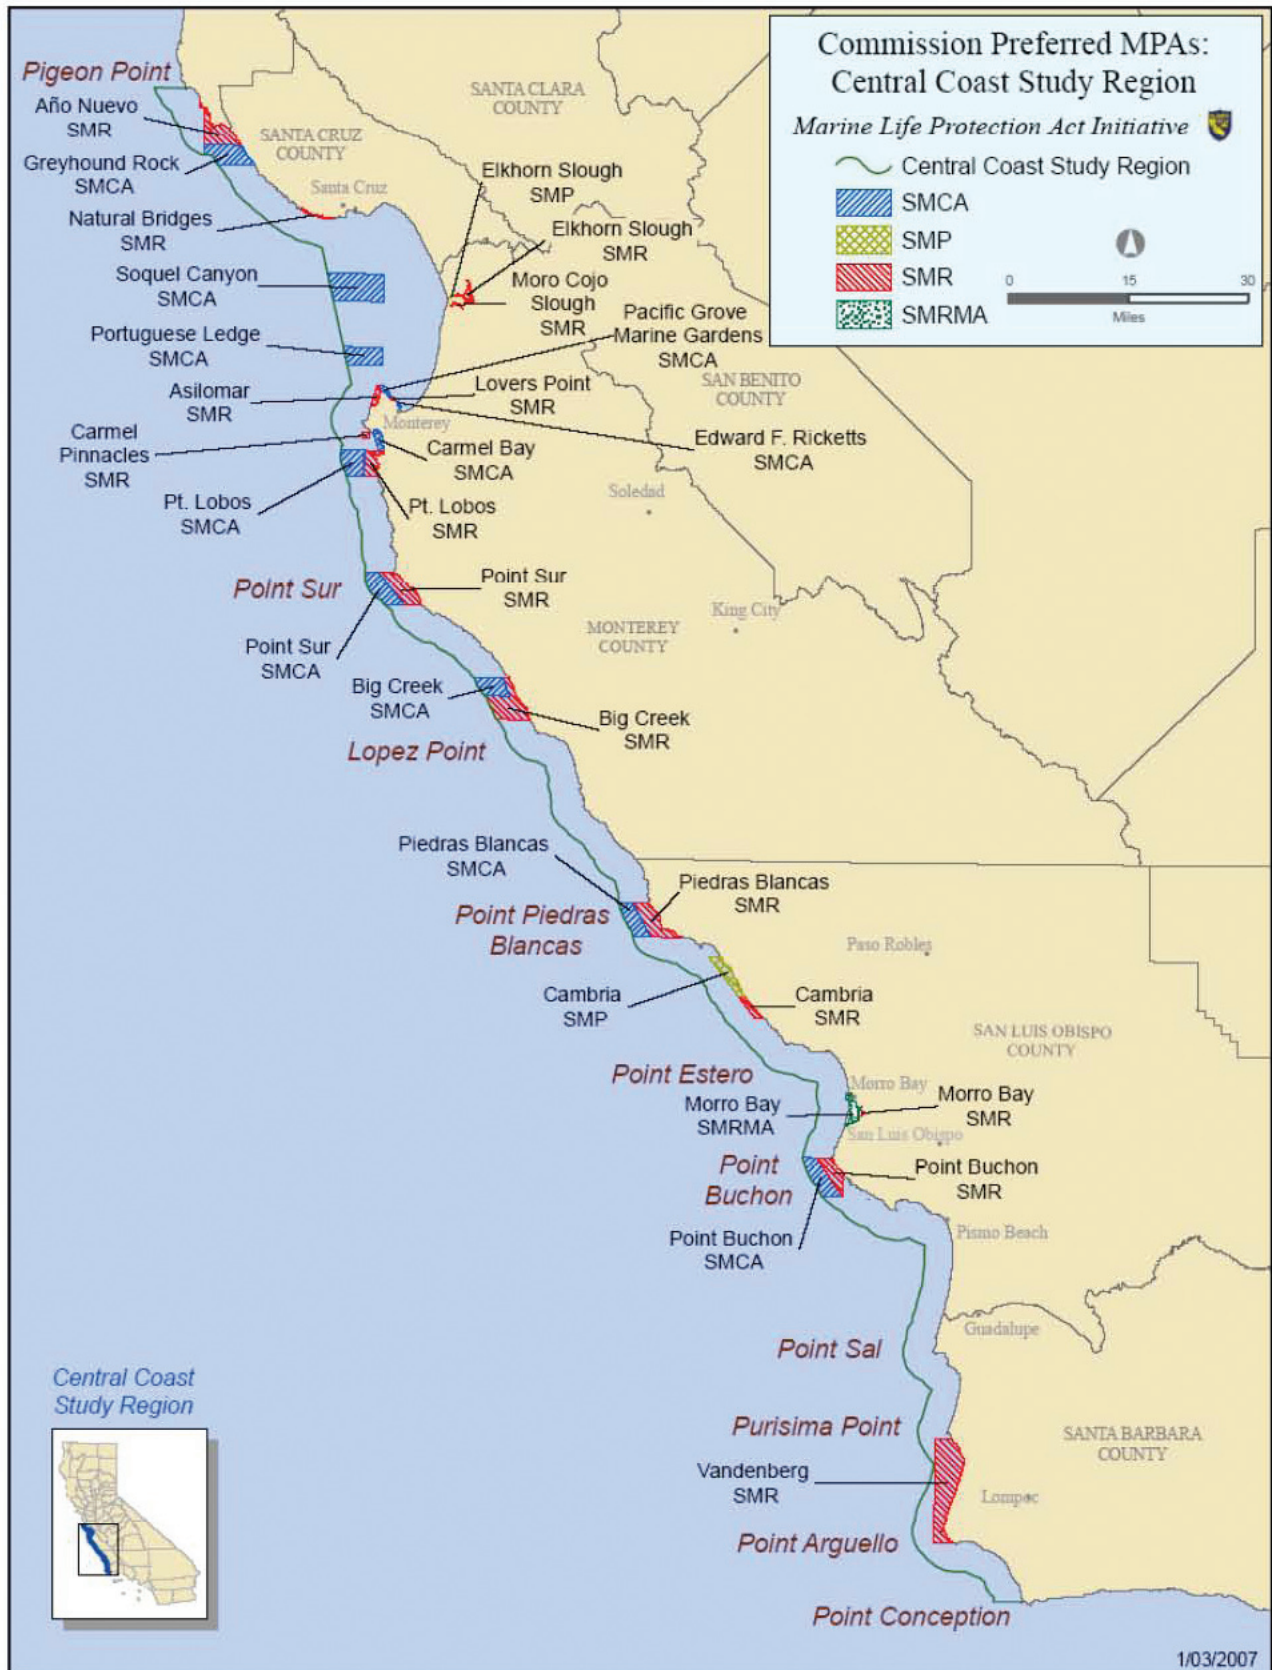 Commission Preferred MPAs:
Central Coast Study Region
Marine Life Protection Act Initiative
Central Coast Study Region
SMCA
SMP
SMR
SMRMA
0 15 30
Miles
Pigeon Point
Año Nuevo
SMR
Greyhound Rock
SMCA
Natural Bridges
SMR
Soquel Canyon
SMCA
Portuguese Ledge
SMCA
Asilomar
SMR
Carmel
Pinnacles
SMR
Pt. Lobos
SMCA
SANTA CLARA
COUNTY
SANTA CRUZ
COUNTY
Santa Cruz
Elkhorn Slough
SMP
Elkhorn Slough
SMR
Moro Cojo
Slough
SMR
Pacific Grove
Marine Gardens
SMCA
Lovers Point
SMR
SAN BENITO
COUNTY
Monterey
Edward F. Ricketts
SMCA
Carmel Bay
SMCA
Pt. Lobos
SMR
Soledad
Point Sur
Point Sur
SMR
Point Sur
SMCA
King City
MONTEREY
COUNTY
Big Creek
SMCA
Big Creek
SMR
Lopez Point
Piedras Blancas
SMCA
Piedras Blancas
SMR
Point Piedras
Blancas
Paso Robles
Cambria
SMP
Cambria
SMR
SAN LUIS OBISPO
COUNTY
Point Estero
Morro Bay
Morro Bay
SMRMA
Morro Bay
SMR
San Luis Obispo
Point
Buchon
Point Buchon
SMR
Point Buchon
SMCA
Pismo Beach
Guadalupe
Point Sal
Purisima Point
SANTA BARBARA
COUNTY
Vandenberg
SMR
Lompoc
Point Arguello
Point Conception
Central Coast
Study Region
1/03/2007